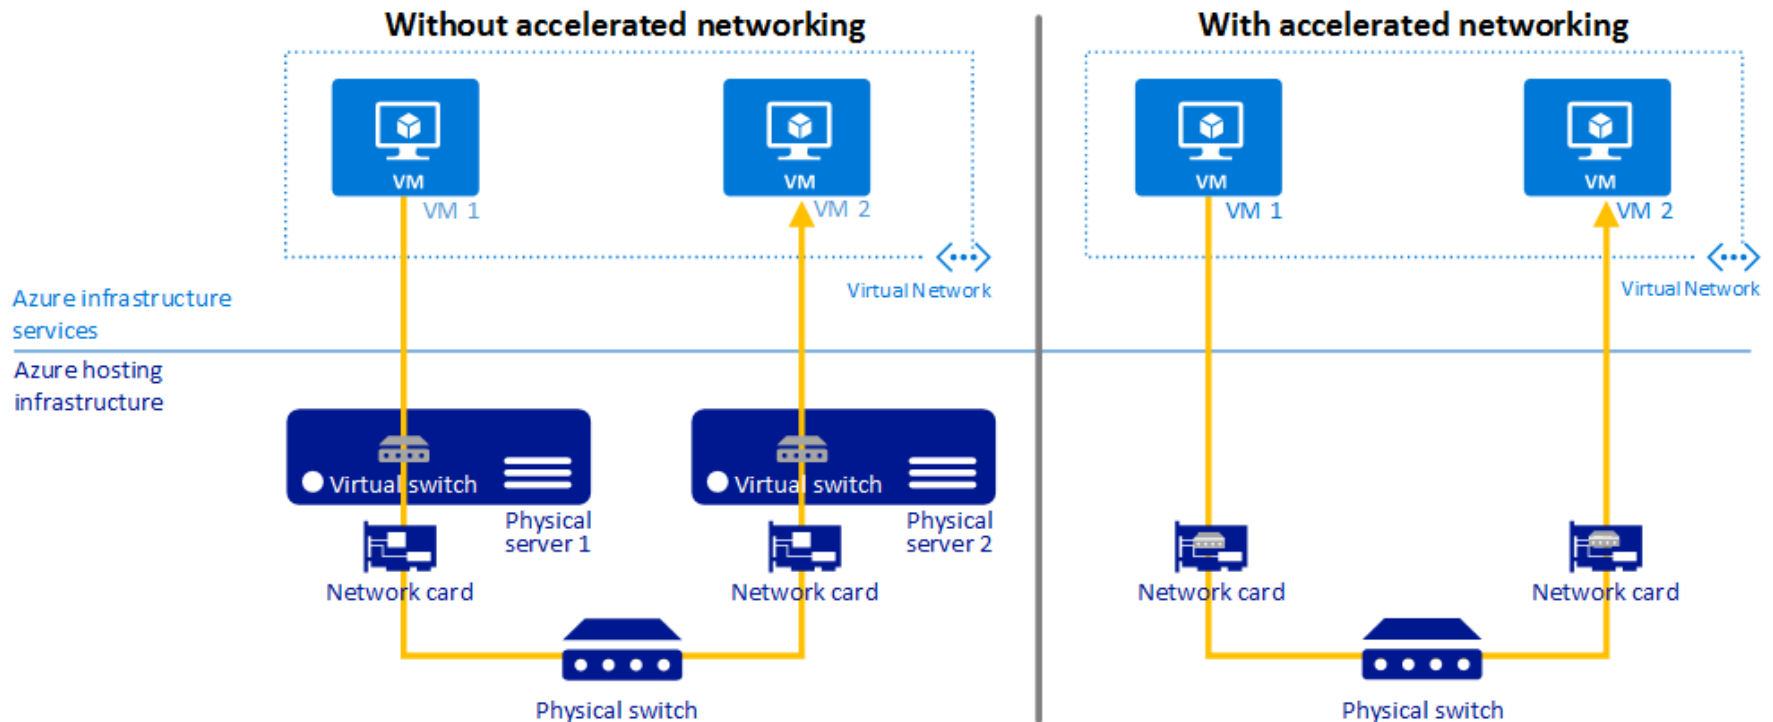 Without accelerated networking
VM
VM 1
VM
VM 2
Virtual Network
Azure infrastructure
services
Azure hosting
infrastructure
Virtual switch
Physical
server 1
Virtual switch
Physical
server 2
Network card
Network card
Physical switch
With accelerated networking
VM
VM 1
VM
VM 2
Virtual Network
Network card
Network card
Physical switch